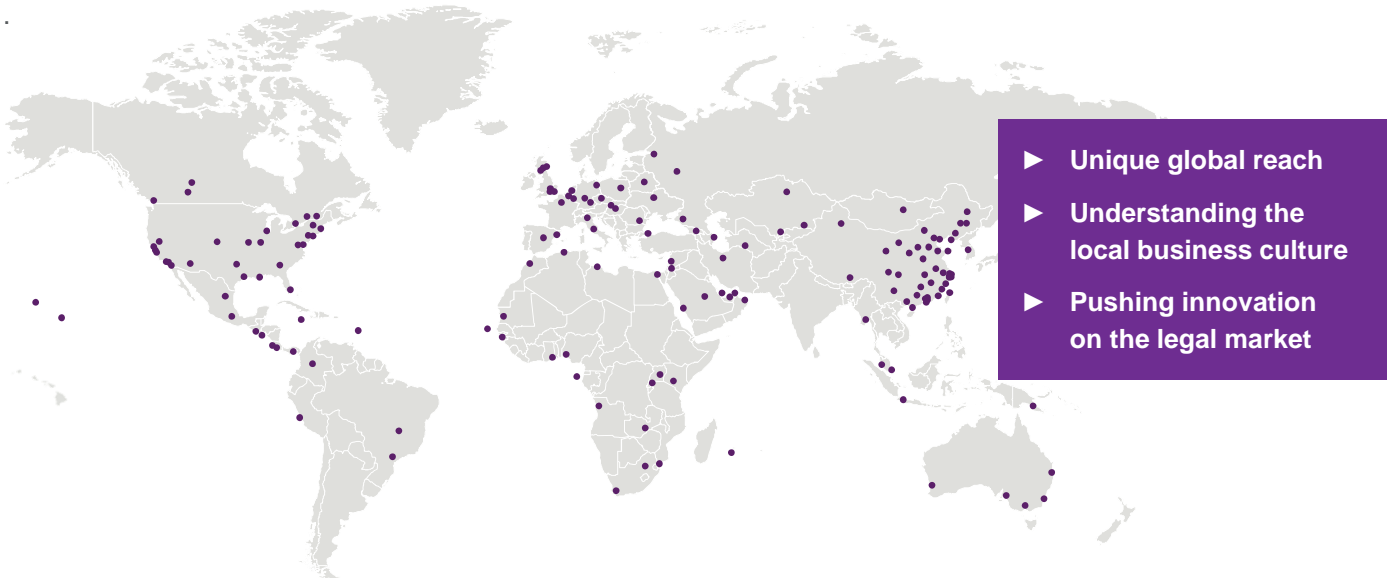 .
► Unique global reach
► Understanding the
local business culture
► Pushing innovation
on the legal market